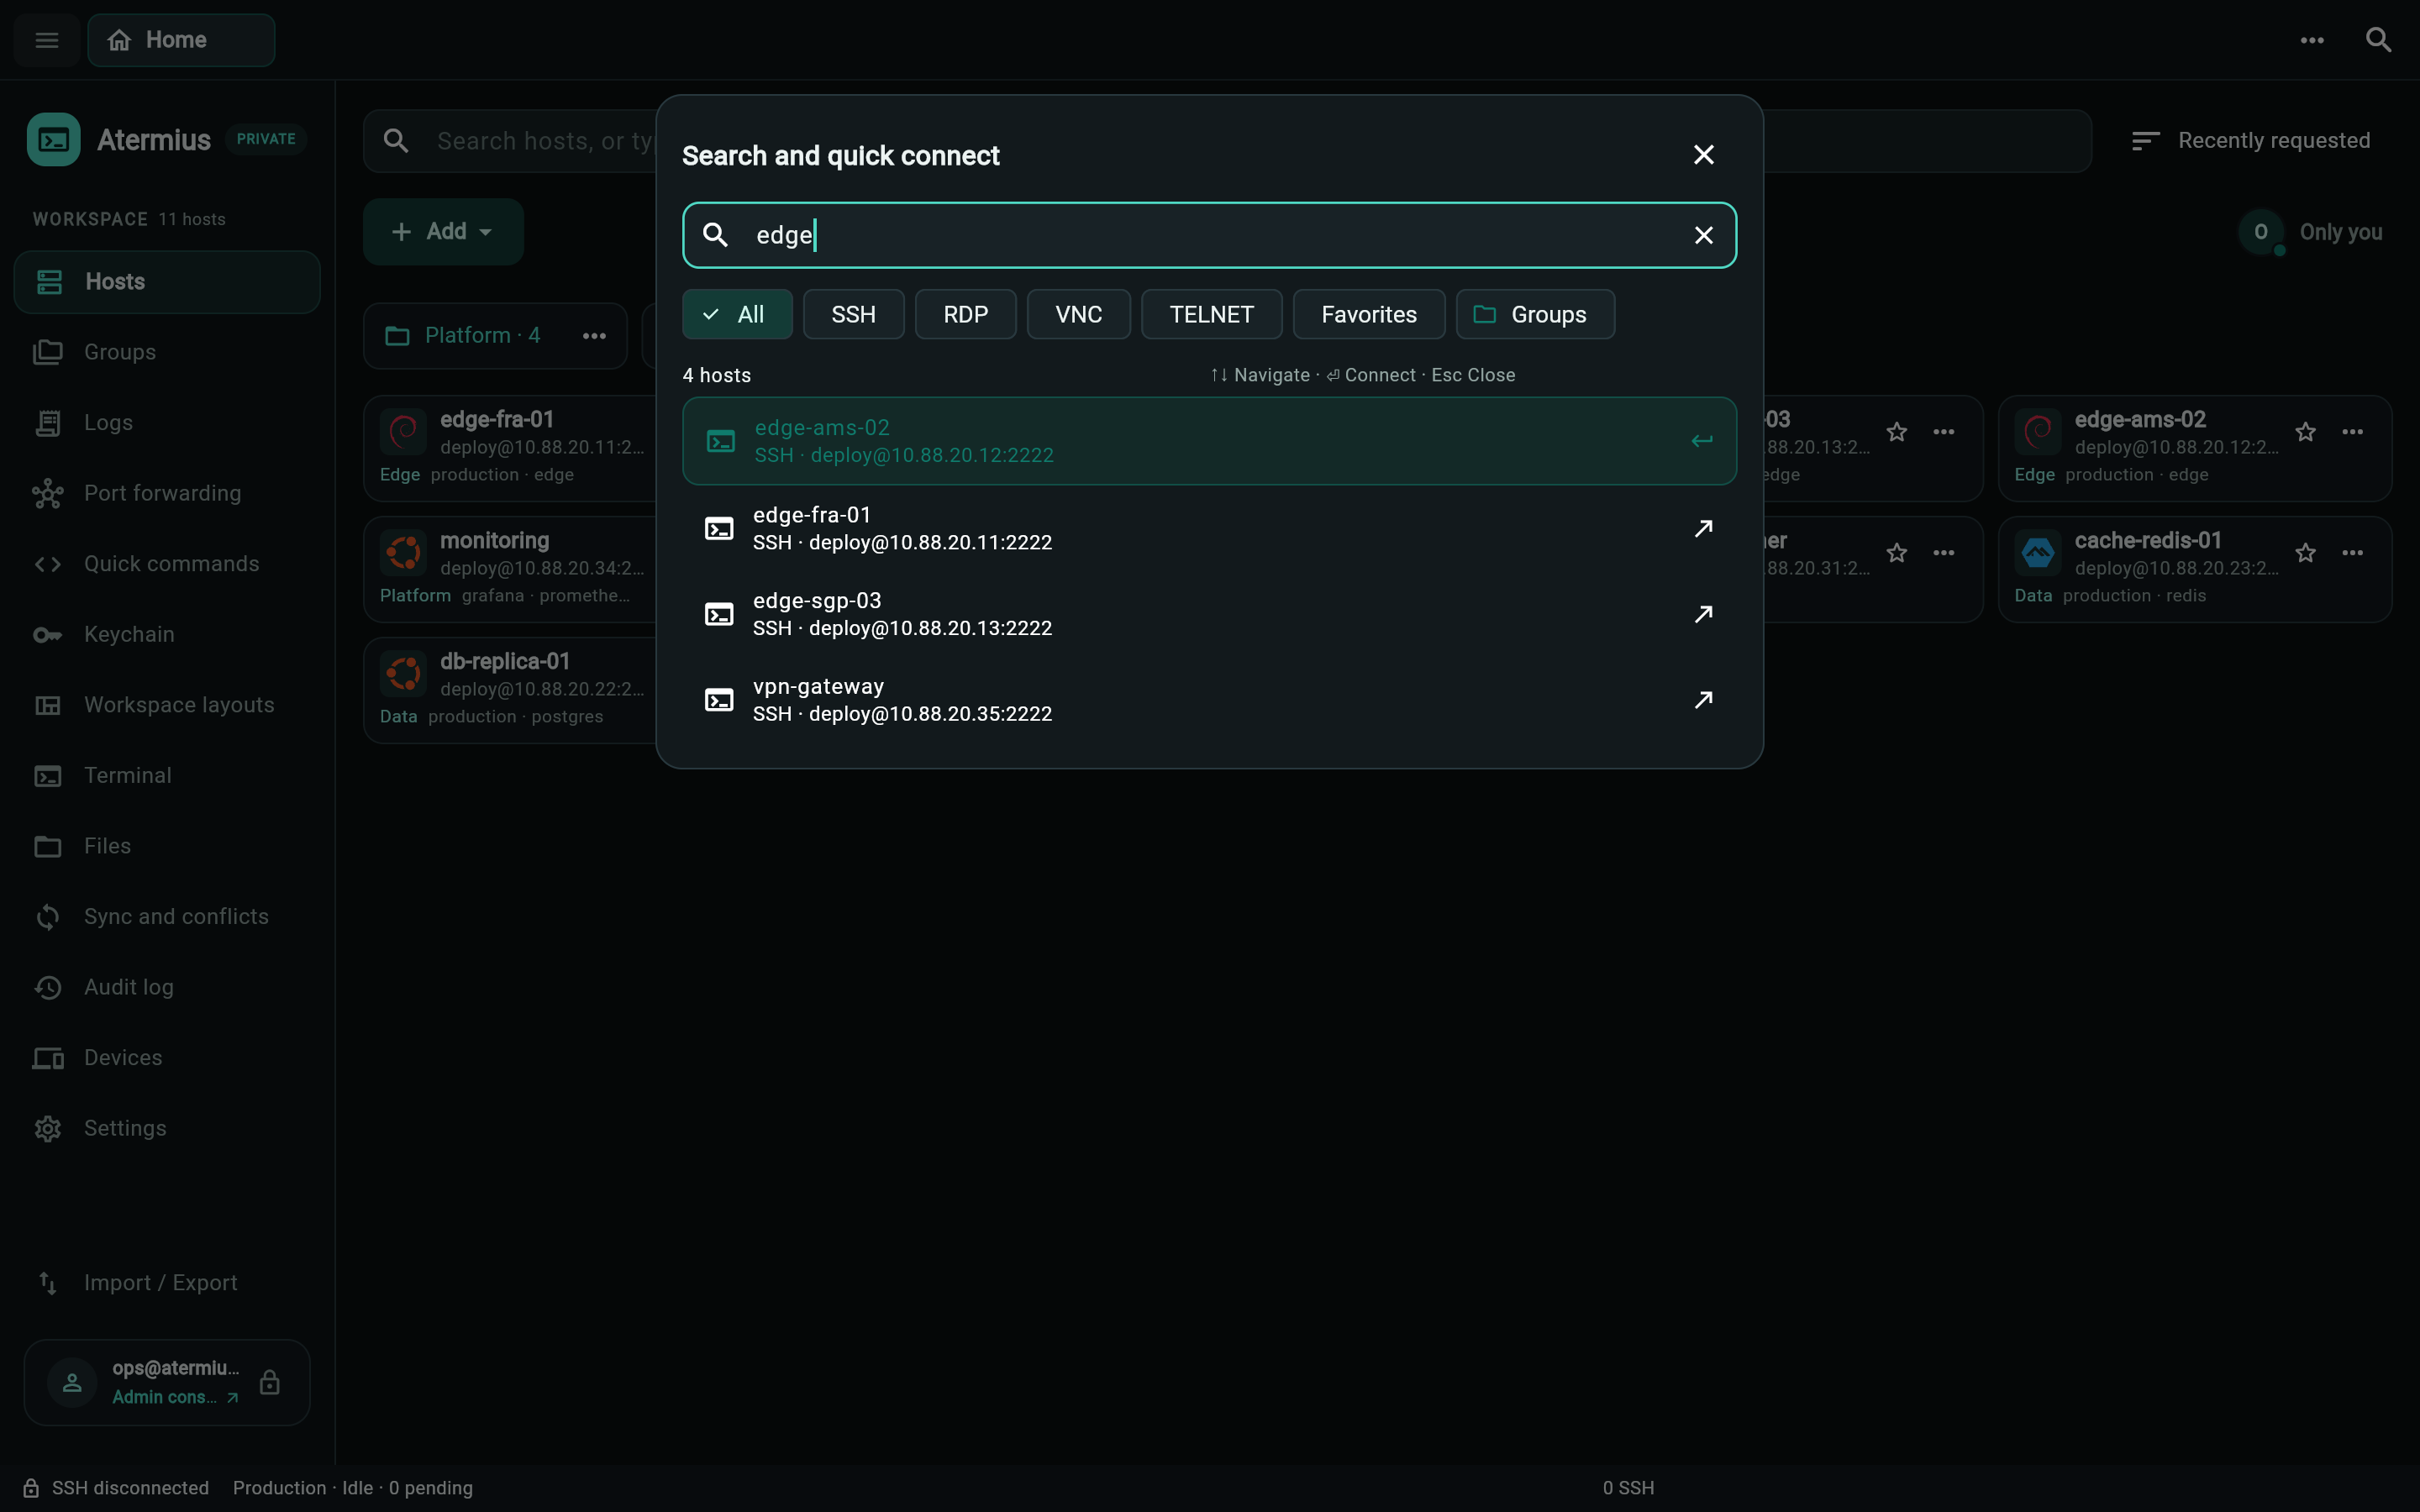 Home
Atermius PRIVATE
WORKSPACE 11 hosts
Hosts
Groups
Logs
Port forwarding
Quick commands
Keychain
Workspace layouts
Terminal
Files
Sync and conflicts
Audit log
Devices
Settings
Import / Export
ops@atermiu...
Admin cons... ↗
Search hosts, or ty
Recently requested
+ Add
0 Only you
Platform · 4
edge-fra-01
deploy@10.88.20.11:2...
Edge production · edge
monitoring
deploy@10.88.20.34:2...
Platform grafana · promethe...
db-replica-01
deploy@10.88.20.22:2...
Data production · postgres
Search and quick connect
edge
All SSH RDP VNC TELNET Favorites Groups
4 hosts ↑↓ Navigate · ⏎ Connect · Esc Close
edge-ams-02
SSH · deploy@10.88.20.12:2222
edge-fra-01
SSH · deploy@10.88.20.11:2222
edge-sgp-03
SSH · deploy@10.88.20.13:2222
vpn-gateway
SSH · deploy@10.88.20.35:2222
-03
.88.20.13:2...
edge
.88.20.31:2...
edge-ams-02
deploy@10.88.20.12:2...
Edge production · edge
cache-redis-01
deploy@10.88.20.23:2...
Data production · redis
SSH disconnected Production · Idle · 0 pending 0 SSH